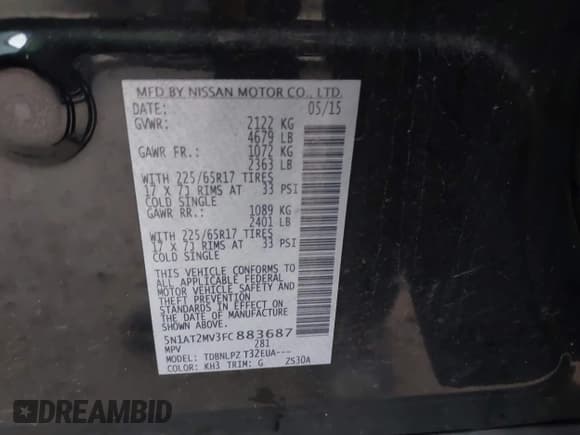 MFD BY NISSAN MOTOR CO., LTD.
DATE: 05/15
GVWR: 2122 KG
4679 LB
GAWR FR.: 1072 KG
2363 LB
WITH 225/65R17 TIRES
17 X 7J RIMS AT 33 PSI
COLD SINGLE
GAWR RR.: 1089 KG
2401 LB
WITH 225/65R17 TIRES
17 X 7J RIMS AT 33 PSI
COLD SINGLE
THIS VEHICLE CONFORMS TO
ALL APPLICABLE FEDERAL
MOTOR VEHICLE SAFETY AND
THEFT PREVENTION
STANDARDS IN EFFECT ON
THE DATE OF MANUFACTURE
SHOWN ABOVE.
5N1AT2MV3FC883687
MPV 281
MODEL: TDBNLPZ T32EUA---
COLOR: KH3 TRIM: G ZS30A
DREAMBID